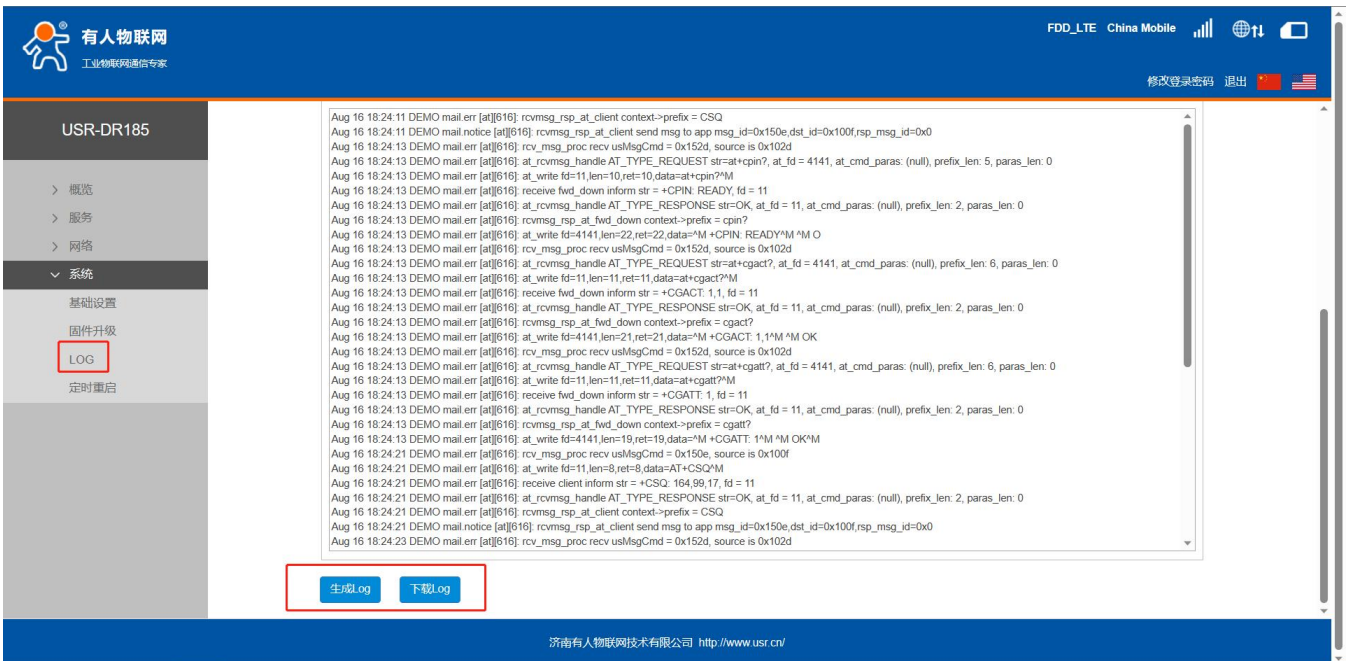 有人物联网
工业物联网通信专家
FDD_LTE China Mobile
修改登录密码 退出
USR-DR185
概览
服务
网络
系统
基础设置
固件升级
LOG
定时重启
Aug 16 18:24:11 DEMO mail.err [at][616]: rcvmsg_rsp_at_client context->prefix = CSQ
Aug 16 18:24:11 DEMO mail.notice [at][616]: rcvmsg_rsp_at_client send msg to app msg_id=0x150e,dst_id=0x100f,rsp_msg_id=0x0
Aug 16 18:24:13 DEMO mail.err [at][616]: rcv_msg_proc recv usMsgCmd = 0x152d, source is 0x102d
Aug 16 18:24:13 DEMO mail.err [at][616]: at_rcvmsg_handle AT_TYPE_REQUEST str=at+cpin?, at_fd = 4141, at_cmd_paras: (null), prefix_len: 5, paras_len: 0
Aug 16 18:24:13 DEMO mail.err [at][616]: at_write fd=11,len=10,ret=10,data=at+cpin?^M
Aug 16 18:24:13 DEMO mail.err [at][616]: receive fwd_down inform str = +CPIN: READY, fd = 11
Aug 16 18:24:13 DEMO mail.err [at][616]: at_rcvmsg_handle AT_TYPE_RESPONSE str=OK, at_fd = 11, at_cmd_paras: (null), prefix_len: 2, paras_len: 0
Aug 16 18:24:13 DEMO mail.err [at][616]: rcvmsg_rsp_at_fwd_down context->prefix = cpin?
Aug 16 18:24:13 DEMO mail.err [at][616]: at_write fd=4141,len=22,ret=22,data=^M +CPIN: READY^M ^M O
Aug 16 18:24:13 DEMO mail.err [at][616]: rcv_msg_proc recv usMsgCmd = 0x152d, source is 0x102d
Aug 16 18:24:13 DEMO mail.err [at][616]: at_rcvmsg_handle AT_TYPE_REQUEST str=at+cgact?, at_fd = 4141, at_cmd_paras: (null), prefix_len: 6, paras_len: 0
Aug 16 18:24:13 DEMO mail.err [at][616]: at_write fd=11,len=11,ret=11,data=at+cgact?^M
Aug 16 18:24:13 DEMO mail.err [at][616]: receive fwd_down inform str = +CGACT: 1,1, fd = 11
Aug 16 18:24:13 DEMO mail.err [at][616]: at_rcvmsg_handle AT_TYPE_RESPONSE str=OK, at_fd = 11, at_cmd_paras: (null), prefix_len: 2, paras_len: 0
Aug 16 18:24:13 DEMO mail.err [at][616]: rcvmsg_rsp_at_fwd_down context->prefix = cgact?
Aug 16 18:24:13 DEMO mail.err [at][616]: at_write fd=4141,len=21,ret=21,data=^M +CGACT: 1,1^M ^M OK
Aug 16 18:24:13 DEMO mail.err [at][616]: rcv_msg_proc recv usMsgCmd = 0x152d, source is 0x102d
Aug 16 18:24:13 DEMO mail.err [at][616]: at_rcvmsg_handle AT_TYPE_REQUEST str=at+cgatt?, at_fd = 4141, at_cmd_paras: (null), prefix_len: 6, paras_len: 0
Aug 16 18:24:13 DEMO mail.err [at][616]: at_write fd=11,len=11,ret=11,data=at+cgatt?^M
Aug 16 18:24:13 DEMO mail.err [at][616]: receive fwd_down inform str = +CGATT: 1, fd = 11
Aug 16 18:24:13 DEMO mail.err [at][616]: at_rcvmsg_handle AT_TYPE_RESPONSE str=OK, at_fd = 11, at_cmd_paras: (null), prefix_len: 2, paras_len: 0
Aug 16 18:24:13 DEMO mail.err [at][616]: rcvmsg_rsp_at_fwd_down context->prefix = cgatt?
Aug 16 18:24:13 DEMO mail.err [at][616]: at_write fd=4141,len=19,ret=19,data=^M +CGATT: 1^M ^M OK^M
Aug 16 18:24:21 DEMO mail.err [at][616]: rcv_msg_proc recv usMsgCmd = 0x150e, source is 0x100f
Aug 16 18:24:21 DEMO mail.err [at][616]: at_write fd=11,len=8,ret=8,data=AT+CSQ^M
Aug 16 18:24:21 DEMO mail.err [at][616]: receive client inform str = +CSQ: 164,99,17, fd = 11
Aug 16 18:24:21 DEMO mail.err [at][616]: at_rcvmsg_handle AT_TYPE_RESPONSE str=OK, at_fd = 11, at_cmd_paras: (null), prefix_len: 2, paras_len: 0
Aug 16 18:24:21 DEMO mail.err [at][616]: rcvmsg_rsp_at_client context->prefix = CSQ
Aug 16 18:24:21 DEMO mail.notice [at][616]: rcvmsg_rsp_at_client send msg to app msg_id=0x150e,dst_id=0x100f,rsp_msg_id=0x0
Aug 16 18:24:23 DEMO mail.err [at][616]: rcv_msg_proc recv usMsgCmd = 0x152d, source is 0x102d
生成Log 下载Log
济南有人物联网技术有限公司 http://www.usr.cn/